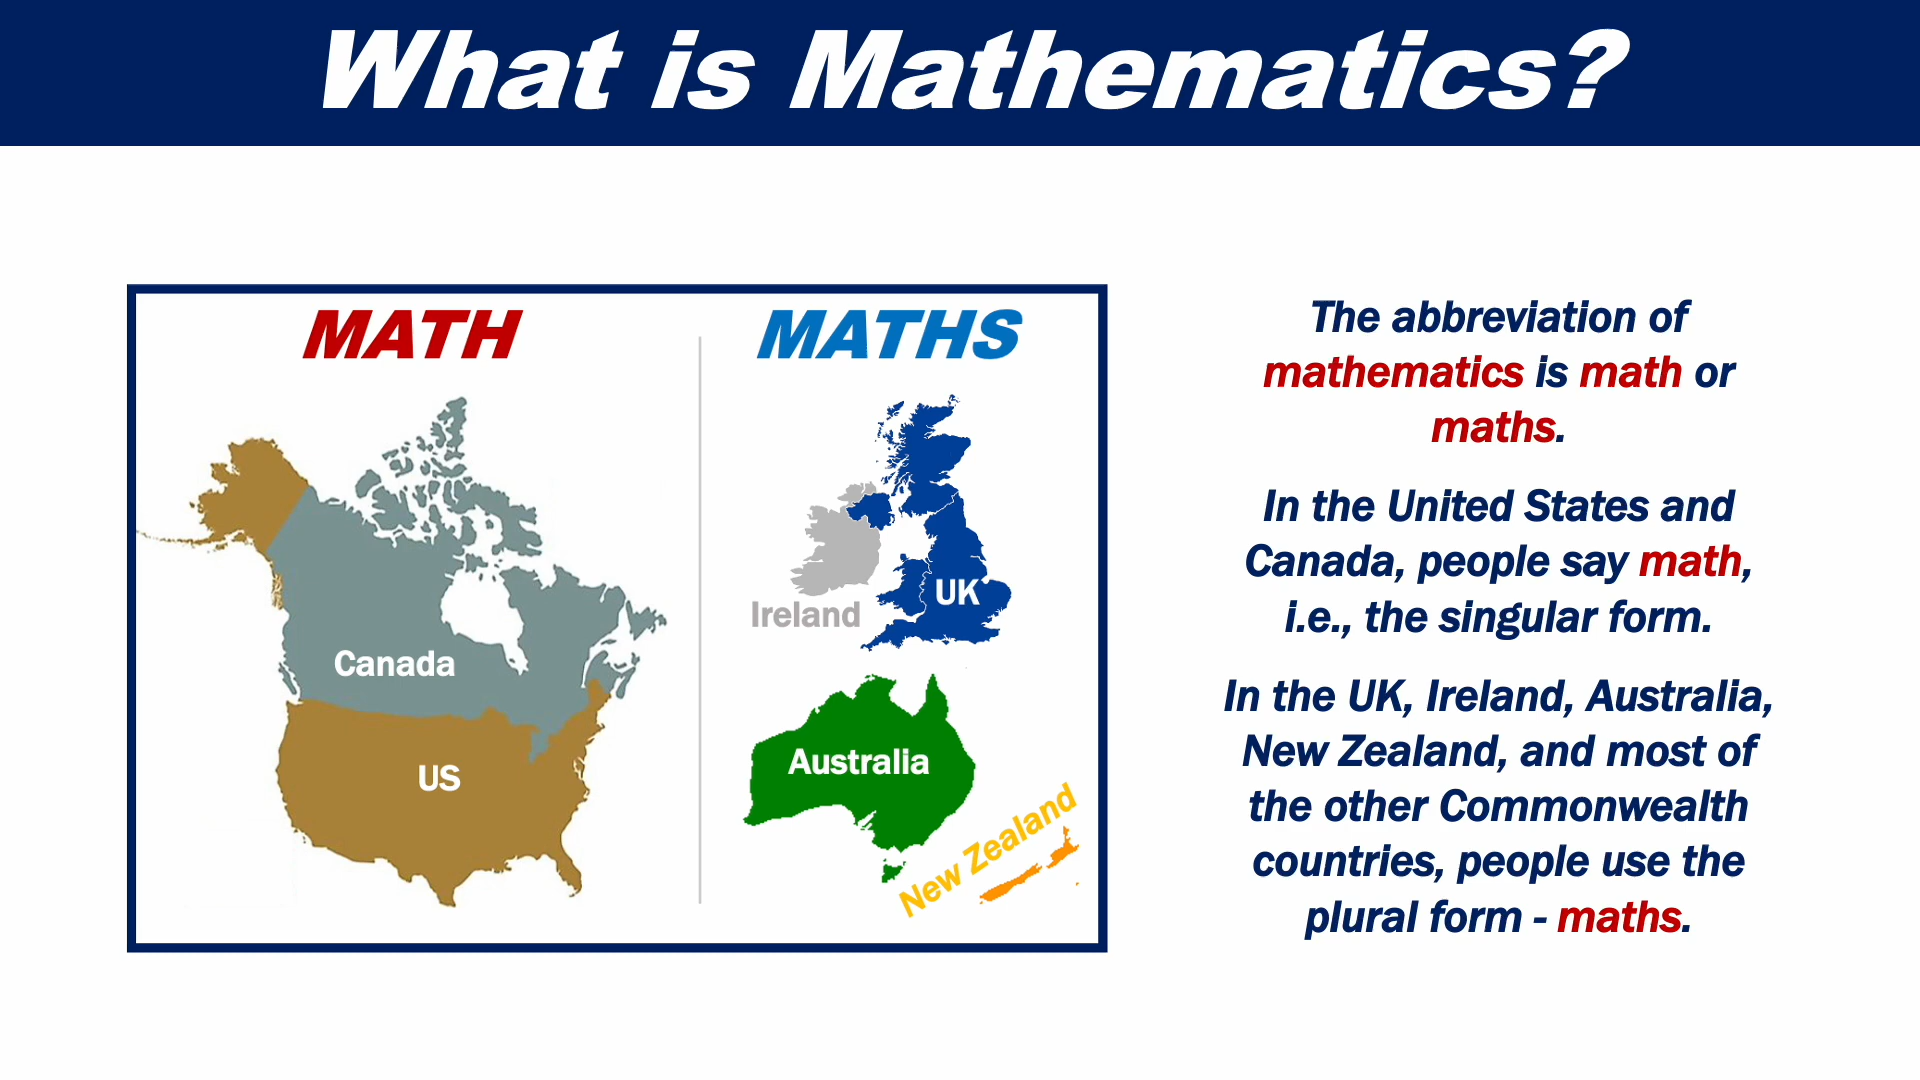 What is Mathematics?
MATH
MATHS
Canada
US
Ireland
UK
Australia
New Zealand
The abbreviation of
mathematics is math or
maths.
In the United States and
Canada, people say math,
i.e., the singular form.
In the UK, Ireland, Australia,
New Zealand, and most of
the other Commonwealth
countries, people use the
plural form - maths.